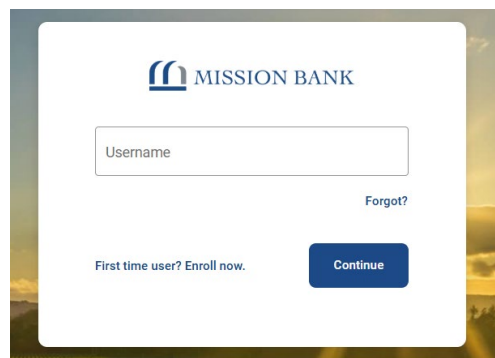 MISSION BANK
Username
Forgot?
First time user? Enroll now.
Continue